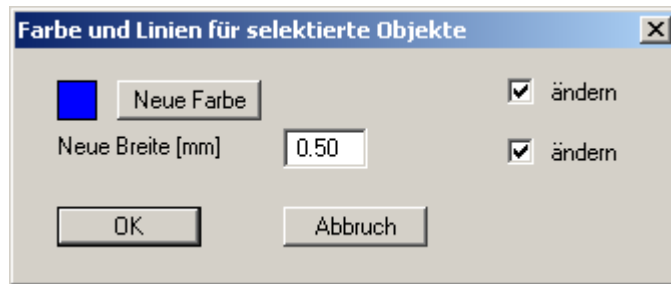 Farbe und Linien für selektierte Objekte
Neue Farbe ändern
Neue Breite [mm] 0.50 ändern
OK Abbruch